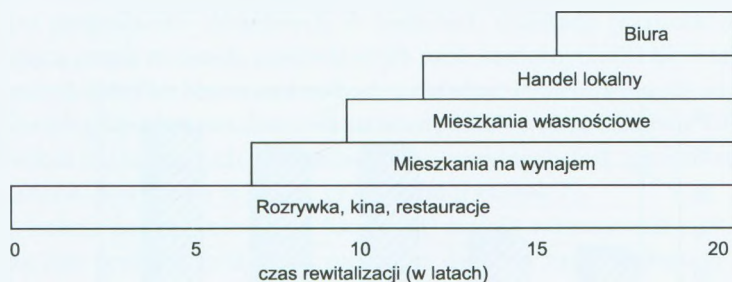 Biura
Handel lokalny
Mieszkania własnościowe
Mieszkania na wynajem
Rozrywka, kina, restauracje
0 5 10 15 20
czas rewitalizacji (w latach)